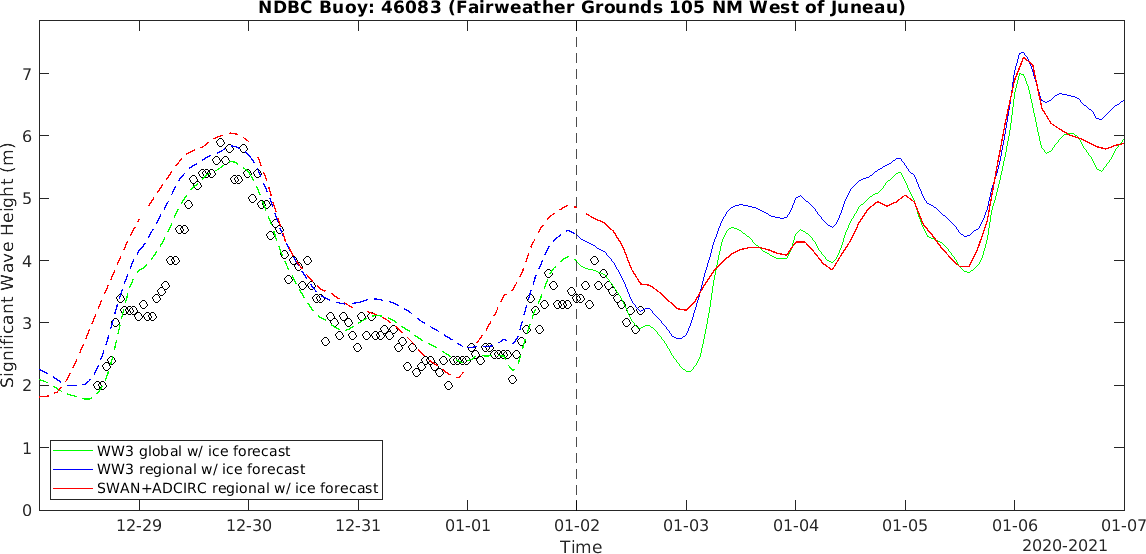 NDBC Buoy: 46083 (Fairweather Grounds 105 NM West of Juneau)
Significant Wave Height (m)
7
6
5
4
3
2
1
0
WW3 global w/ ice forecast
WW3 regional w/ ice forecast
SWAN+ADCIRC regional w/ ice forecast
12-29 12-30 12-31 01-01 01-02 01-03 01-04 01-05 01-06 01-07
Time
2020-2021